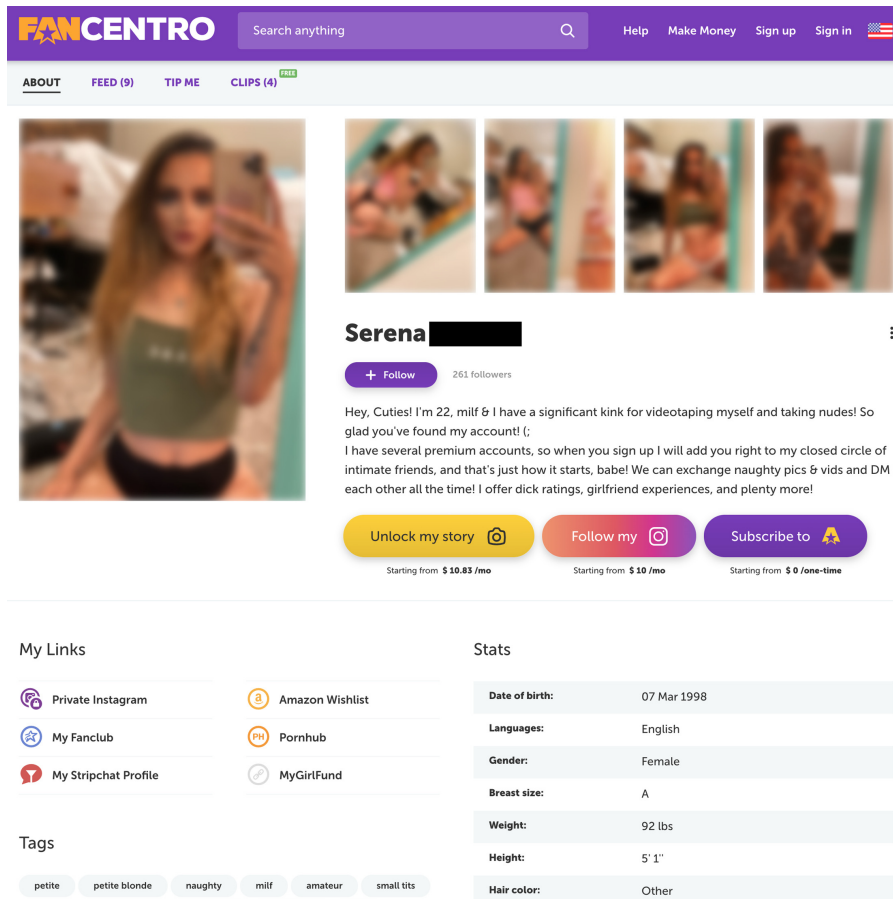 FANCENTRO
Search anything
Help Make Money Sign up Sign in
ABOUT FEED (9) TIP ME CLIPS (4) FREE
Serena
+ Follow 261 followers
Hey, Cuties! I'm 22, milf & I have a significant kink for videotaping myself and taking nudes! So
glad you've found my account! (;
I have several premium accounts, so when you sign up I will add you right to my closed circle of
intimate friends, and that's just how it starts, babe! We can exchange naughty pics & vids and DM
each other all the time! I offer dick ratings, girlfriend experiences, and plenty more!
Unlock my story Follow my Subscribe to
Starting from $ 10.83 /mo Starting from $ 10 /mo Starting from $ 0 /one-time
My Links
Private Instagram
a Amazon Wishlist
My Fanclub
PH Pornhub
My Stripchat Profile
MyGirlFund
Tags
petite petite blonde naughty milf amateur small tits
Stats
Date of birth: 07 Mar 1998
Languages: English
Gender: Female
Breast size: A
Weight: 92 lbs
Height: 5' 1''
Hair color: Other